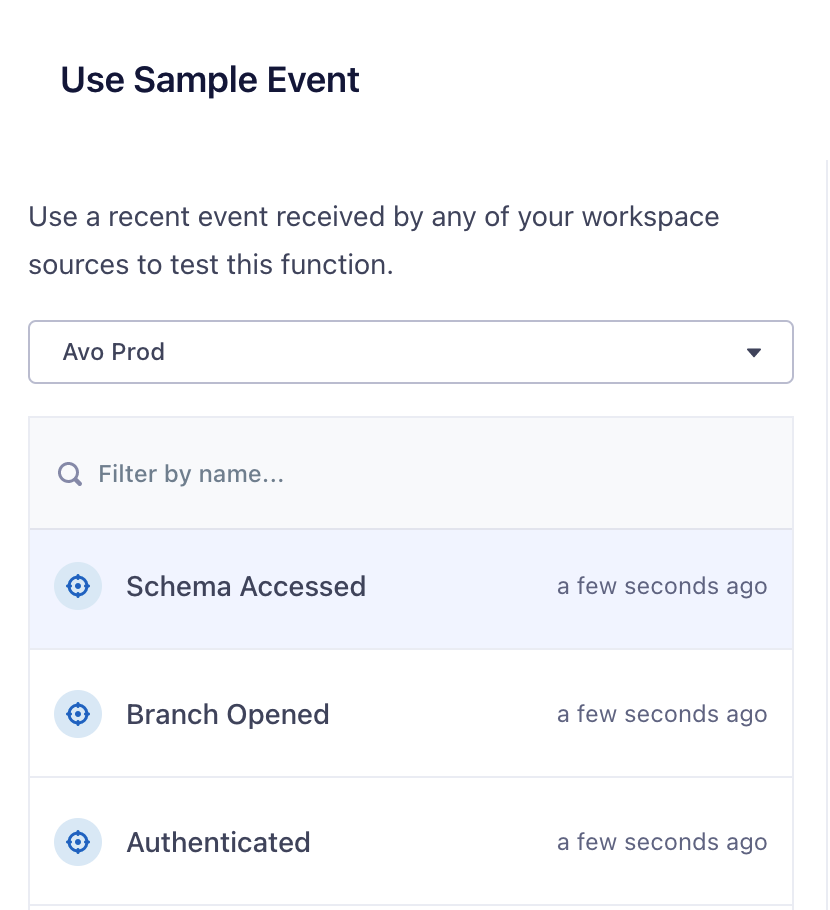 Use Sample Event
Use a recent event received by any of your workspace
sources to test this function.
Avo Prod
Filter by name...
Schema Accessed a few seconds ago
Branch Opened a few seconds ago
Authenticated a few seconds ago